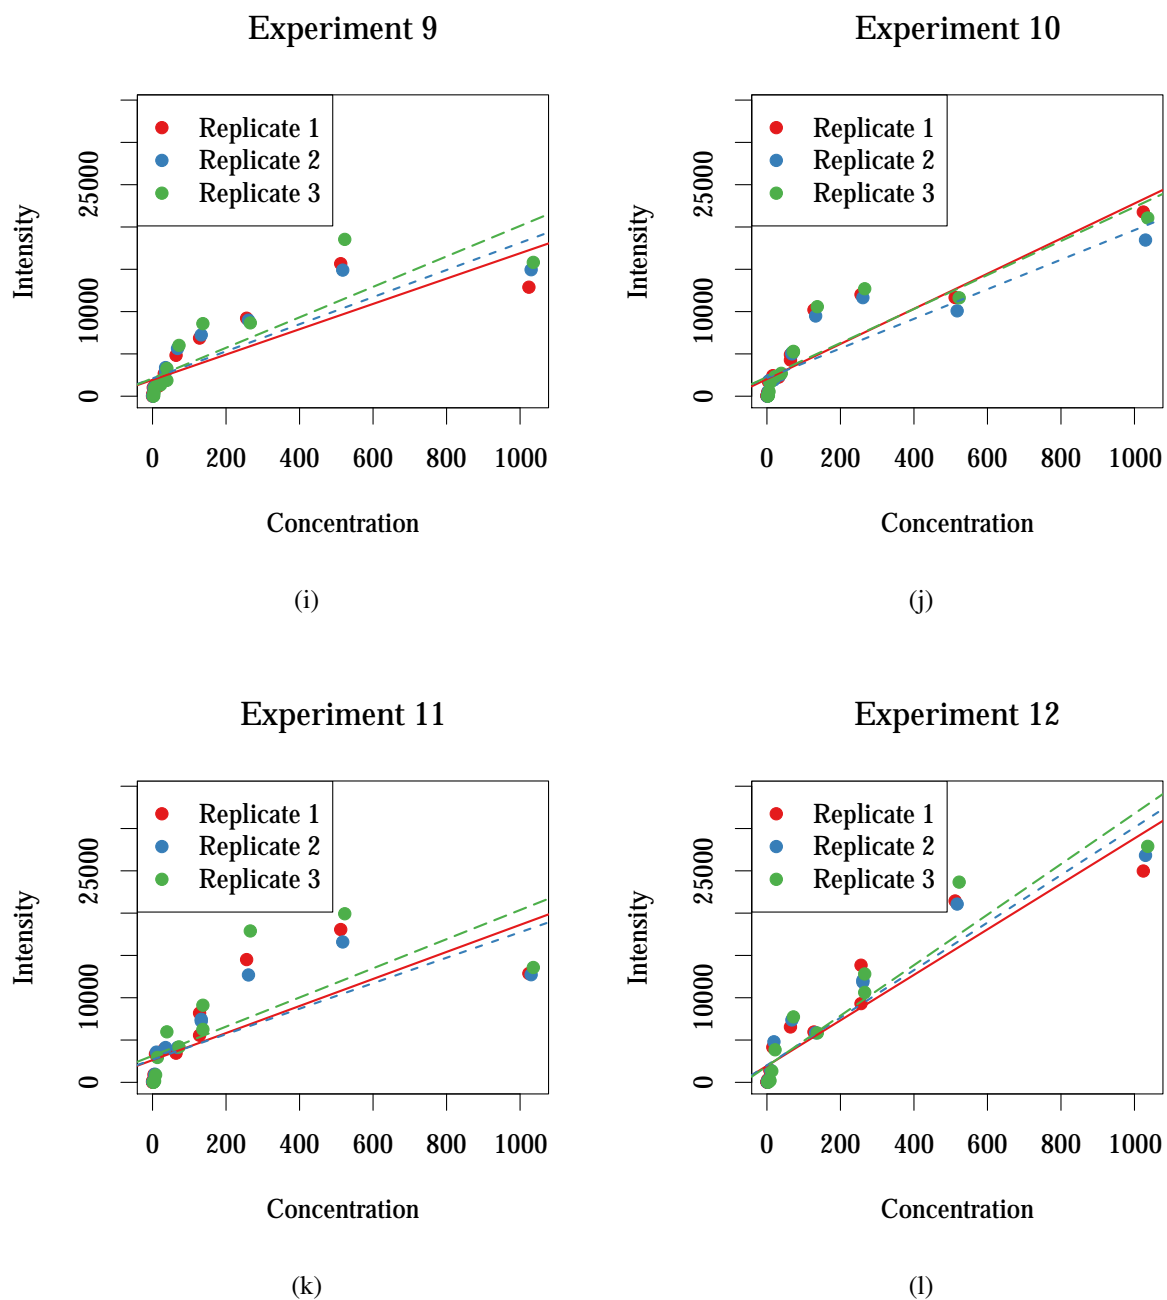 Experiment 9
Replicate 1
Replicate 2
Replicate 3
Intensity
0
10000
25000
0 200 400 600 800 1000
Concentration
(i)
Experiment 10
Replicate 1
Replicate 2
Replicate 3
Intensity
0
10000
25000
0 200 400 600 800 1000
Concentration
(j)
Experiment 11
Replicate 1
Replicate 2
Replicate 3
Intensity
0
10000
25000
0 200 400 600 800 1000
Concentration
(k)
Experiment 12
Replicate 1
Replicate 2
Replicate 3
Intensity
0
10000
25000
0 200 400 600 800 1000
Concentration
(l)